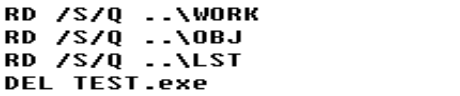 RD /S/Q ..\WORK
RD /S/Q ..\OBJ
RD /S/Q ..\LST
DEL TEST.exe